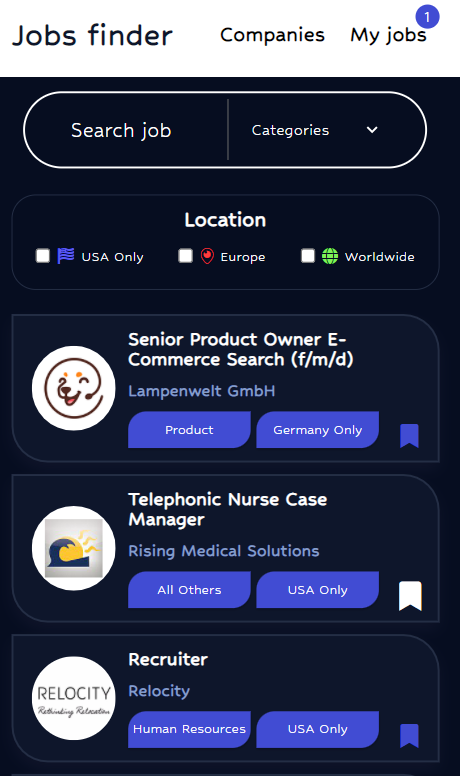 Jobs finder
Companies
My jobs
1
Search job
Categories
Location
USA Only
Europe
Worldwide
Senior Product Owner E-
Commerce Search (f/m/d)
Lampenwelt GmbH
Product
Germany Only
Telephonic Nurse Case
Manager
Rising Medical Solutions
All Others
USA Only
RELOCITY
Rethinking Relocation
Recruiter
Relocity
Human Resources
USA Only